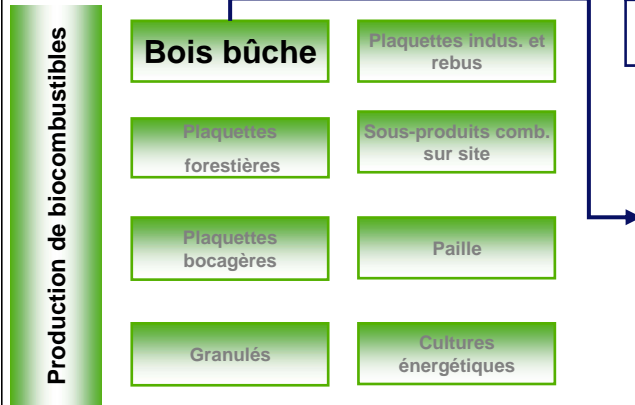 Production de biocombustibles
Bois bûche
Plaquettes indus. et
rebus
Plaquettes
forestières
Sous-produits comb.
sur site
Plaquettes
bocagères
Paille
Granulés
Cultures
énergétiques